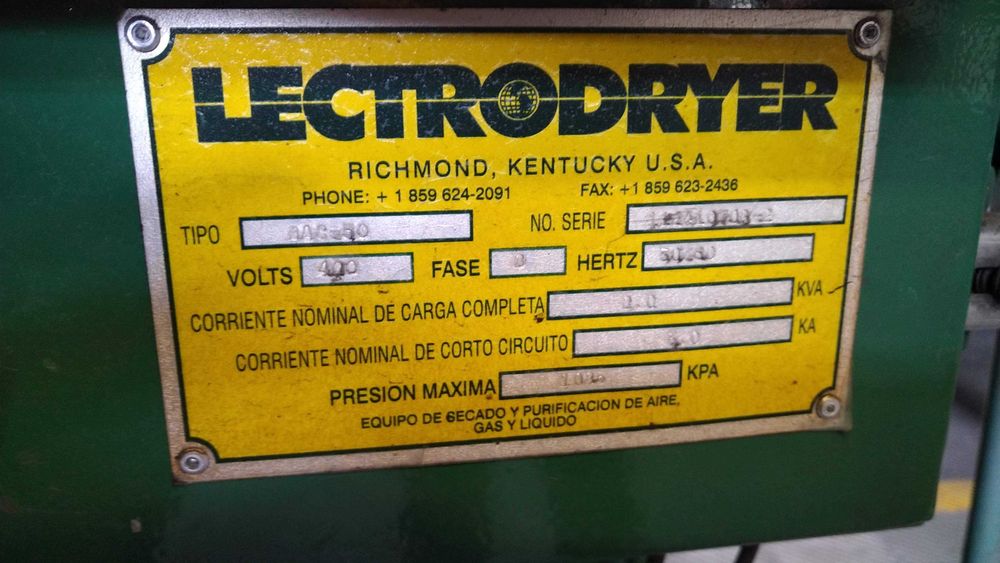 LECTRODRYER
RICHMOND, KENTUCKY U.S.A.
PHONE: + 1 859 624-2091 FAX: +1 859 623-2436
TIPO NO. SERIE
VOLTS FASE HERTZ
CORRIENTE NOMINAL DE CARGA COMPLETA KVA
CORRIENTE NOMINAL DE CORTO CIRCUITO KA
PRESION MAXIMA KPA
EQUIPO DE SECADO Y PURIFICACION DE AIRE,
GAS Y LIQUIDO